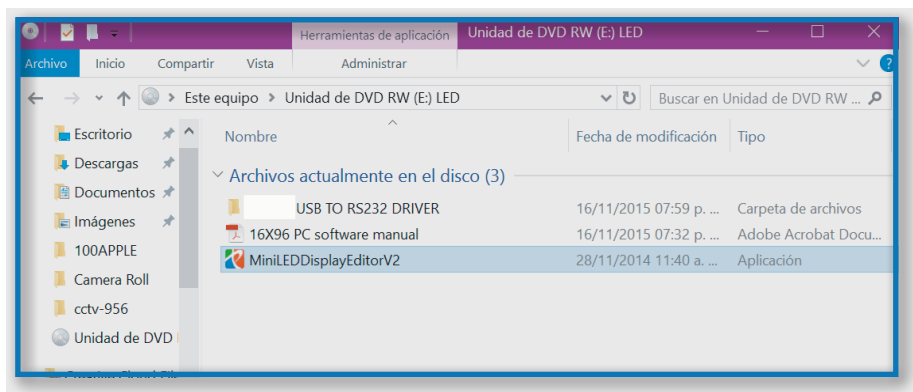 Herramientas de aplicación Unidad de DVD RW (E:) LED
Archivo Inicio Compartir Vista Administrar
Este equipo > Unidad de DVD RW (E:) LED Buscar en Unidad de DVD RW ...
Escritorio
Descargas
Documentos
Imágenes
100APPLE
Camera Roll
cctv-956
Unidad de DVD
Nombre Fecha de modificación Tipo
Archivos actualmente en el disco (3)
USB TO RS232 DRIVER 16/11/2015 07:59 p. ... Carpeta de archivos
16X96 PC software manual 16/11/2015 07:32 p. ... Adobe Acrobat Docu...
MiniLEDDisplayEditorV2 28/11/2014 11:40 a. ... Aplicación